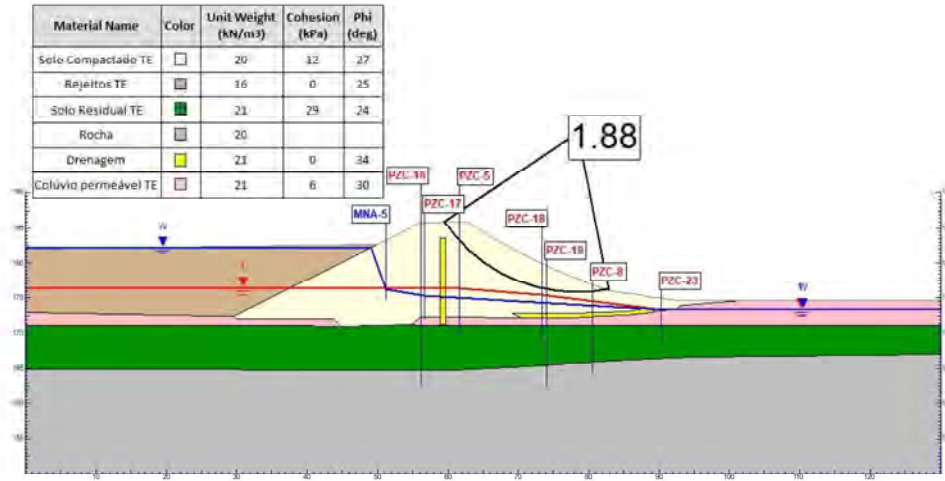 Material Name Color Unit Weight (kN/m3) Cohesion (kPa) Phi (deg)
Solo Compactado TE 20 12 27
Rejeitos TE 16 0 25
Solo Residual TE 21 29 24
Rocha 20
Drenagem 21 0 34
Colúvio permeável TE 21 6 30
1.88
PZC-16
PZC-5
PZC-17
MNA-5
PZC-18
PZC-19
PZC-8
PZC-23
W
W
10 20 30 40 50 60 70 80 90 100 110 120